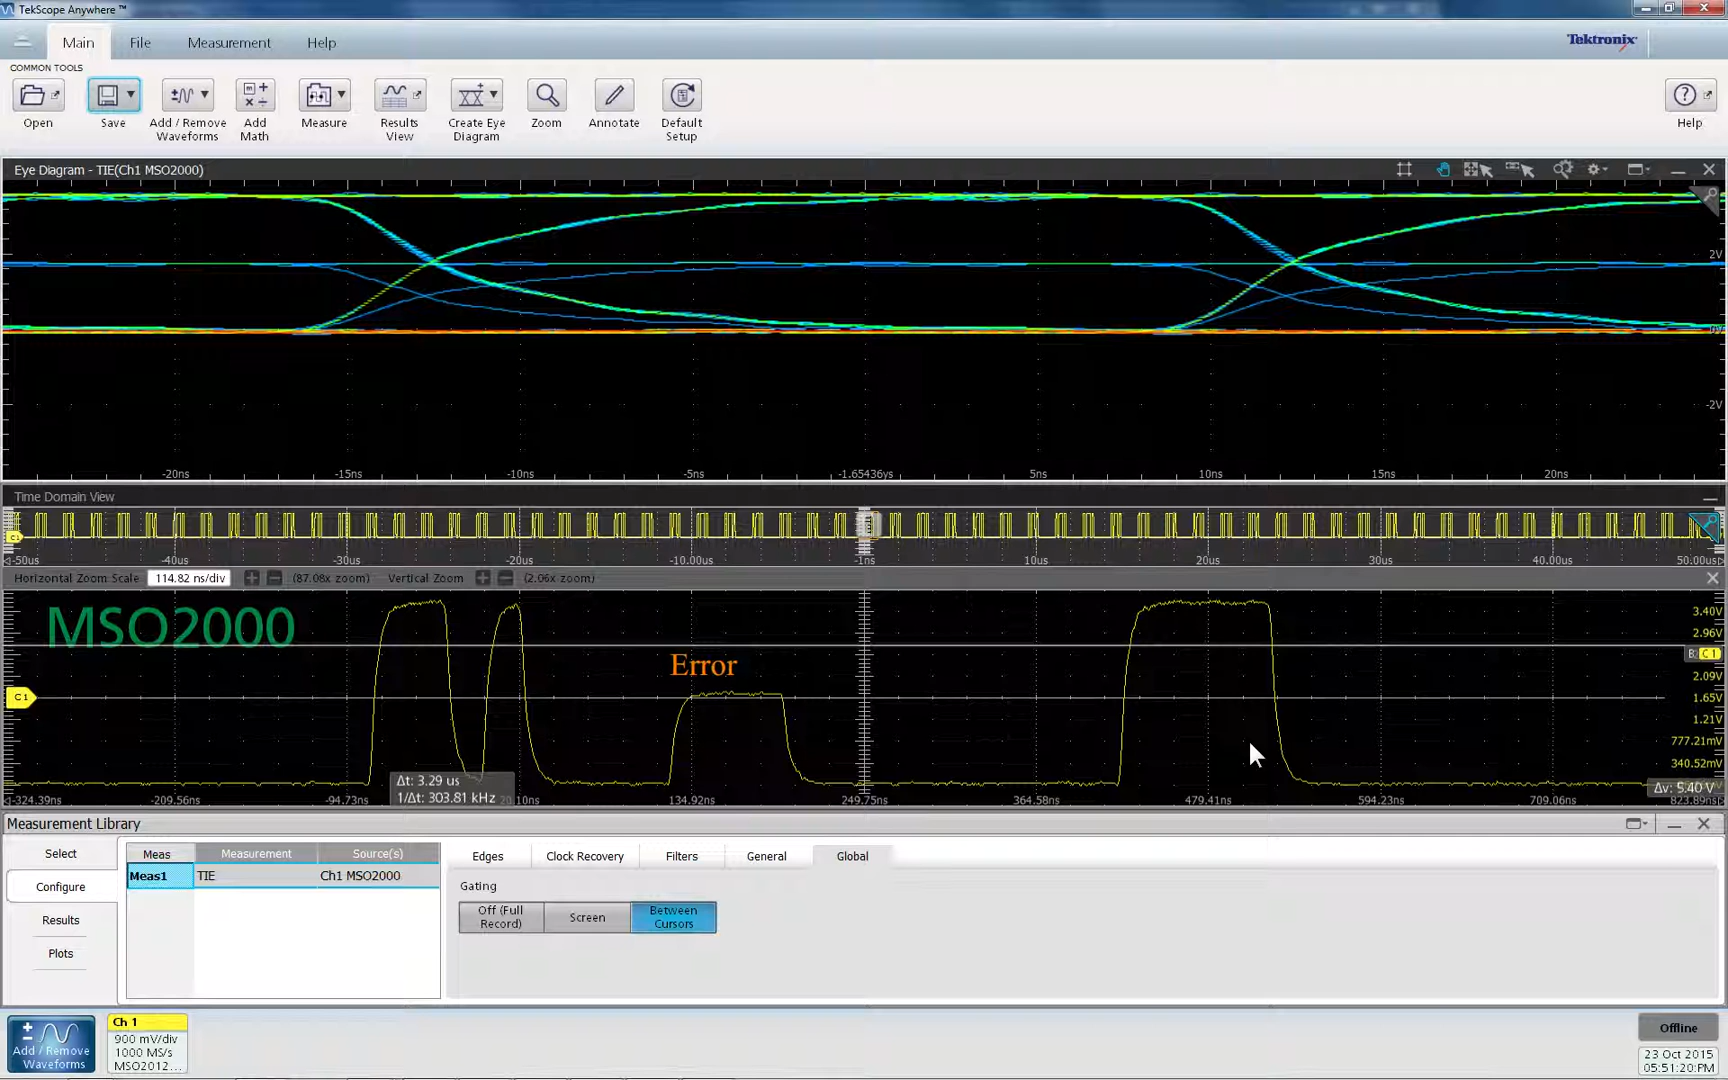 TekScope Anywhere ™
Main File Measurement Help
Tektronix
COMMON TOOLS
Open
Save
Add / Remove
Waveforms
Add
Math
Measure
Results
View
Create Eye
Diagram
Zoom
Annotate
Default
Setup
Help
Eye Diagram - TIE(Ch1 MSO2000)
2V
0V
-2V
-20ns -15ns -10ns -5ns -1.65436ys 5ns 10ns 15ns 20ns
Time Domain View
C1
-50us -40us -30us -20us -10.00us -1ns 10us 20us 30us 40.00us 50.00us
Horizontal Zoom Scale 114.82 ns/div (87.08x zoom) Vertical Zoom (2.06x zoom)
MSO2000
Error
3.40V
2.96V
B: C 1
2.09V
C 1
1.65V
1.21V
777.21mV
340.52mV
Δt: 3.29 us
1/Δt: 303.81 kHz
Δv: 5.40 V
-324.39ns -209.56ns -94.73ns 20.10ns 134.92ns 249.75ns 364.58ns 479.41ns 594.23ns 709.06ns 823.89ns
Measurement Library
Select
Configure
Results
Plots
Meas Measurement Source(s)
Meas1 TIE Ch1 MSO2000
Edges Clock Recovery Filters General Global
Gating
Off (Full
Record)
Screen
Between
Cursors
Add / Remove
Waveforms
Ch 1
900 mV/div
1000 MS/s
MSO2012...
Offline
23 Oct 2015
05:51:20PM